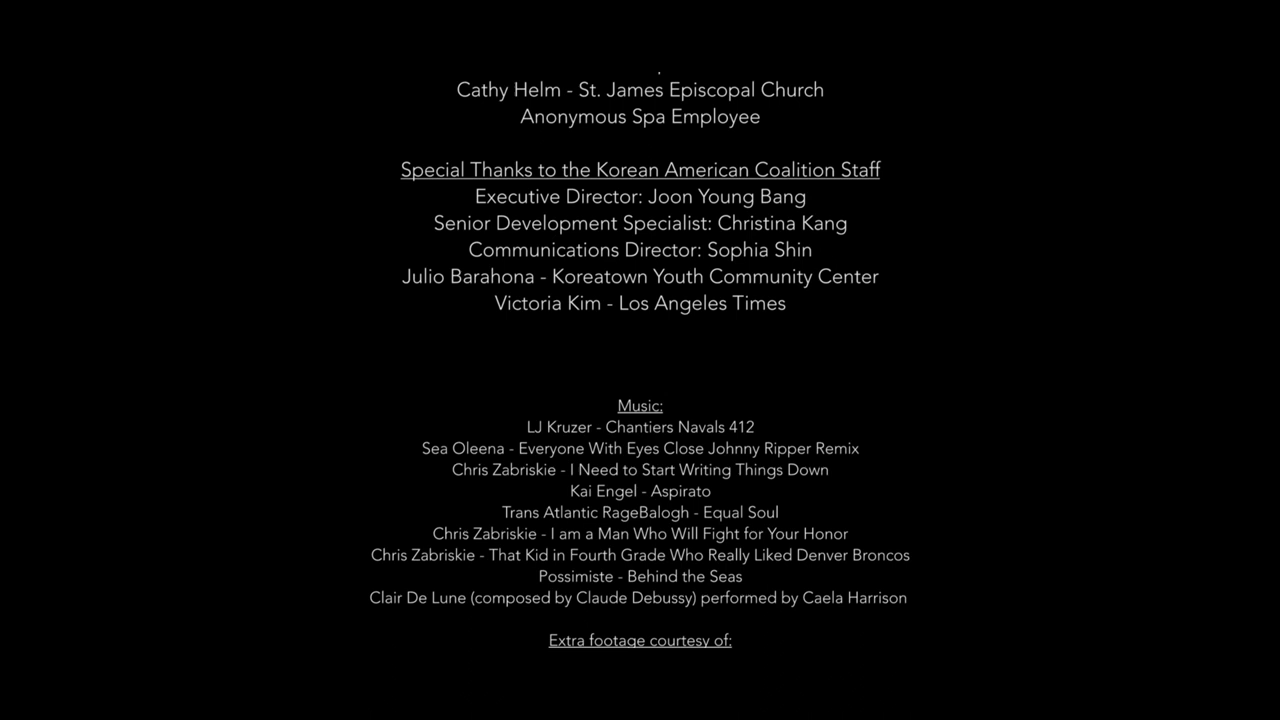 Cathy Helm - St. James Episcopal Church
Anonymous Spa Employee
Special Thanks to the Korean American Coalition Staff
Executive Director: Joon Young Bang
Senior Development Specialist: Christina Kang
Communications Director: Sophia Shin
Julio Barahona - Koreatown Youth Community Center
Victoria Kim - Los Angeles Times
Music:
LJ Kruzer - Chantiers Navals 412
Sea Oleena - Everyone With Eyes Close Johnny Ripper Remix
Chris Zabriskie - I Need to Start Writing Things Down
Kai Engel - Aspirato
Trans Atlantic RageBalogh - Equal Soul
Chris Zabriskie - I am a Man Who Will Fight for Your Honor
Chris Zabriskie - That Kid in Fourth Grade Who Really Liked Denver Broncos
Possimiste - Behind the Seas
Clair De Lune (composed by Claude Debussy) performed by Caela Harrison
Extra footage courtesy of: